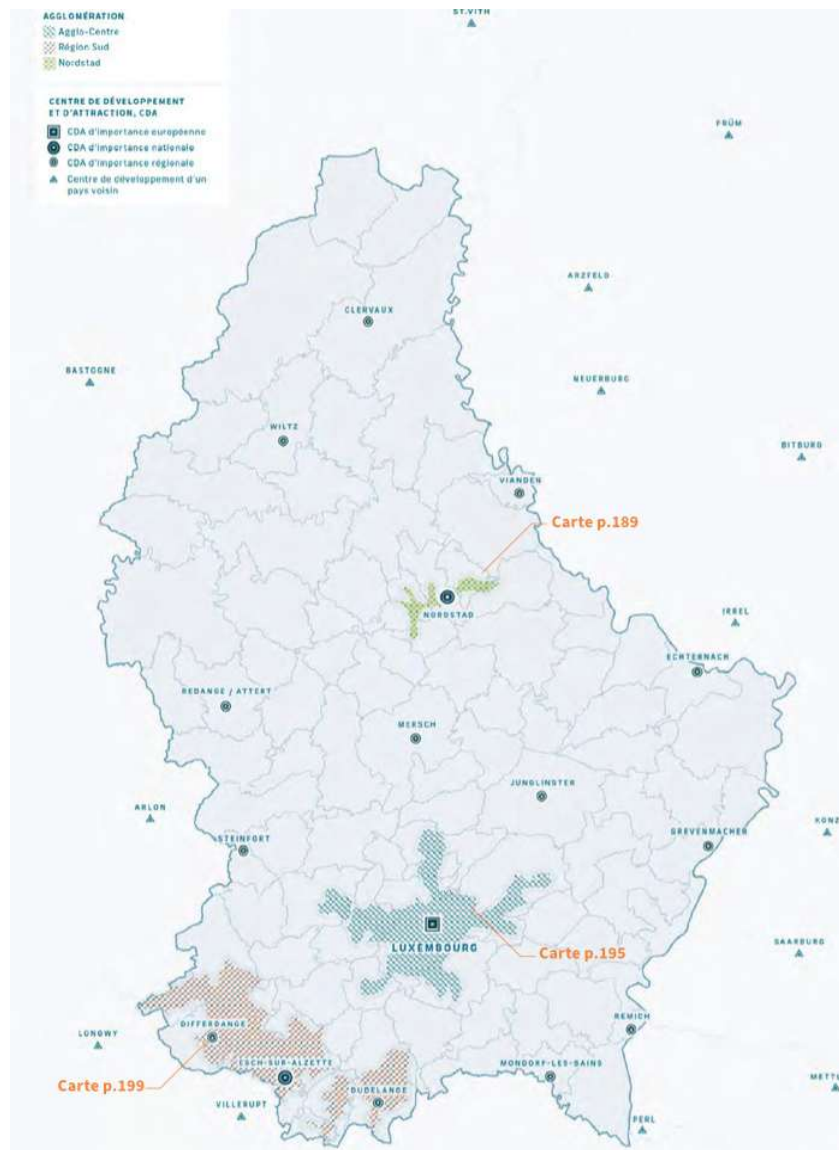 AGGLOMÉRATION
Agglo-Centre
Région Sud
Nordstad
CENTRE DE DÉVELOPPEMENT
ET D'ATTRACTION, CDA
CDA d'importance européenne
CDA d'importance nationale
CDA d'importance régionale
Centre de développement d'un
pays voisin
ST.VITH
PRÜM
ARZFELD
CLERVAUX
BASTOGNE
NEUERBURG
WILTZ
BITBURG
VIANDEN
Carte p.189
NORDSTAD
IRREL
ECHTERNACH
REDANGE / ATTERT
MERSCH
JUNGLINSTER
ARLON
KONZ
GREVENMACHER
STEINFORT
LUXEMBOURG
SAARBURG
Carte p.195
REMICH
DIFFERDANGE
LONGWY
ESCH-SUR-ALZETTE
MONDORF-LES-BAINS
METTL
Carte p.199
DUDELANGE
VILLERUPT
PERL